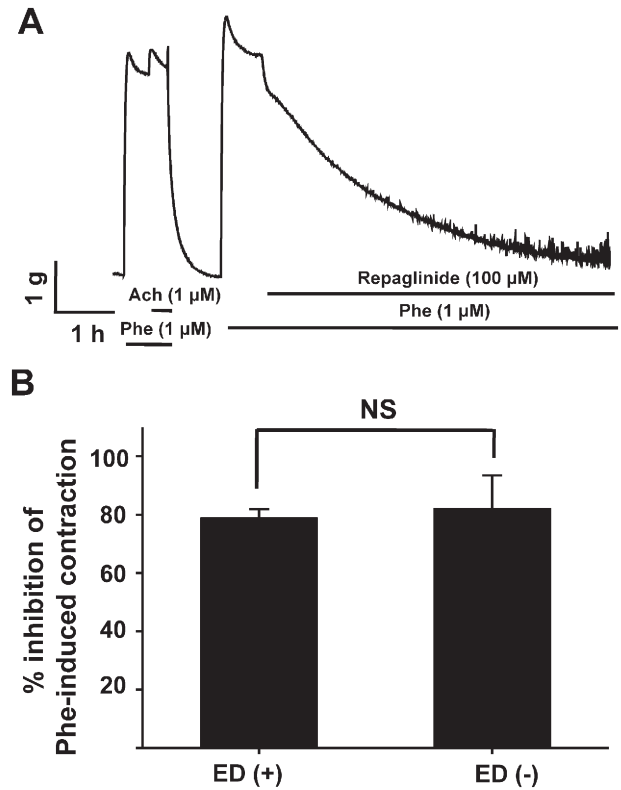 A
1 g
1 h
Ach (1 µM)
Phe (1 µM)
Repaglinide (100 µM)
Phe (1 µM)
B
NS
% inhibition of
Phe-induced contraction
100
80
60
40
20
ED (+)
ED (-)